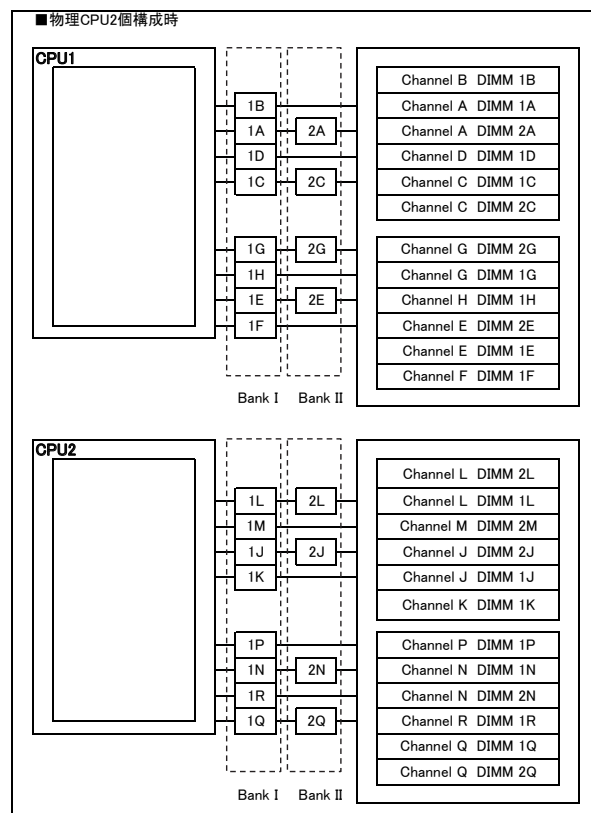 ■物理CPU2個構成時
CPU1
1B
1A 2A
1D
1C 2C
1G 2G
1H
1E 2E
1F
Bank I Bank II
Channel B DIMM 1B
Channel A DIMM 1A
Channel A DIMM 2A
Channel D DIMM 1D
Channel C DIMM 1C
Channel C DIMM 2C
Channel G DIMM 2G
Channel G DIMM 1G
Channel H DIMM 1H
Channel E DIMM 2E
Channel E DIMM 1E
Channel F DIMM 1F
CPU2
1L 2L
1M
1J 2J
1K
1P
1N 2N
1R
1Q 2Q
Bank I Bank II
Channel L DIMM 2L
Channel L DIMM 1L
Channel M DIMM 2M
Channel J DIMM 2J
Channel J DIMM 1J
Channel K DIMM 1K
Channel P DIMM 1P
Channel N DIMM 1N
Channel N DIMM 2N
Channel R DIMM 1R
Channel Q DIMM 1Q
Channel Q DIMM 2Q